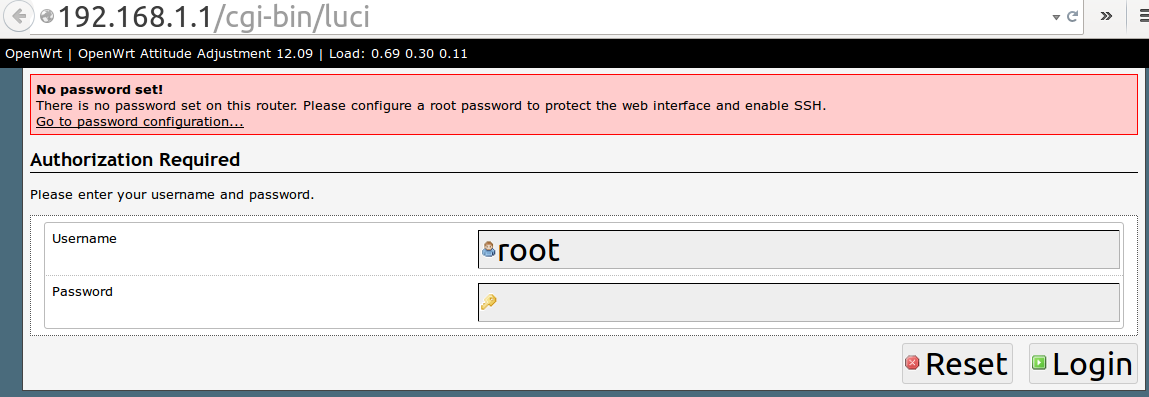 192.168.1.1/cgi-bin/luci
OpenWrt | OpenWrt Attitude Adjustment 12.09 | Load: 0.69 0.30 0.11
No password set!
There is no password set on this router. Please configure a root password to protect the web interface and enable SSH.
Go to password configuration...
Authorization Required
Please enter your username and password.
Username root
Password
Reset Login